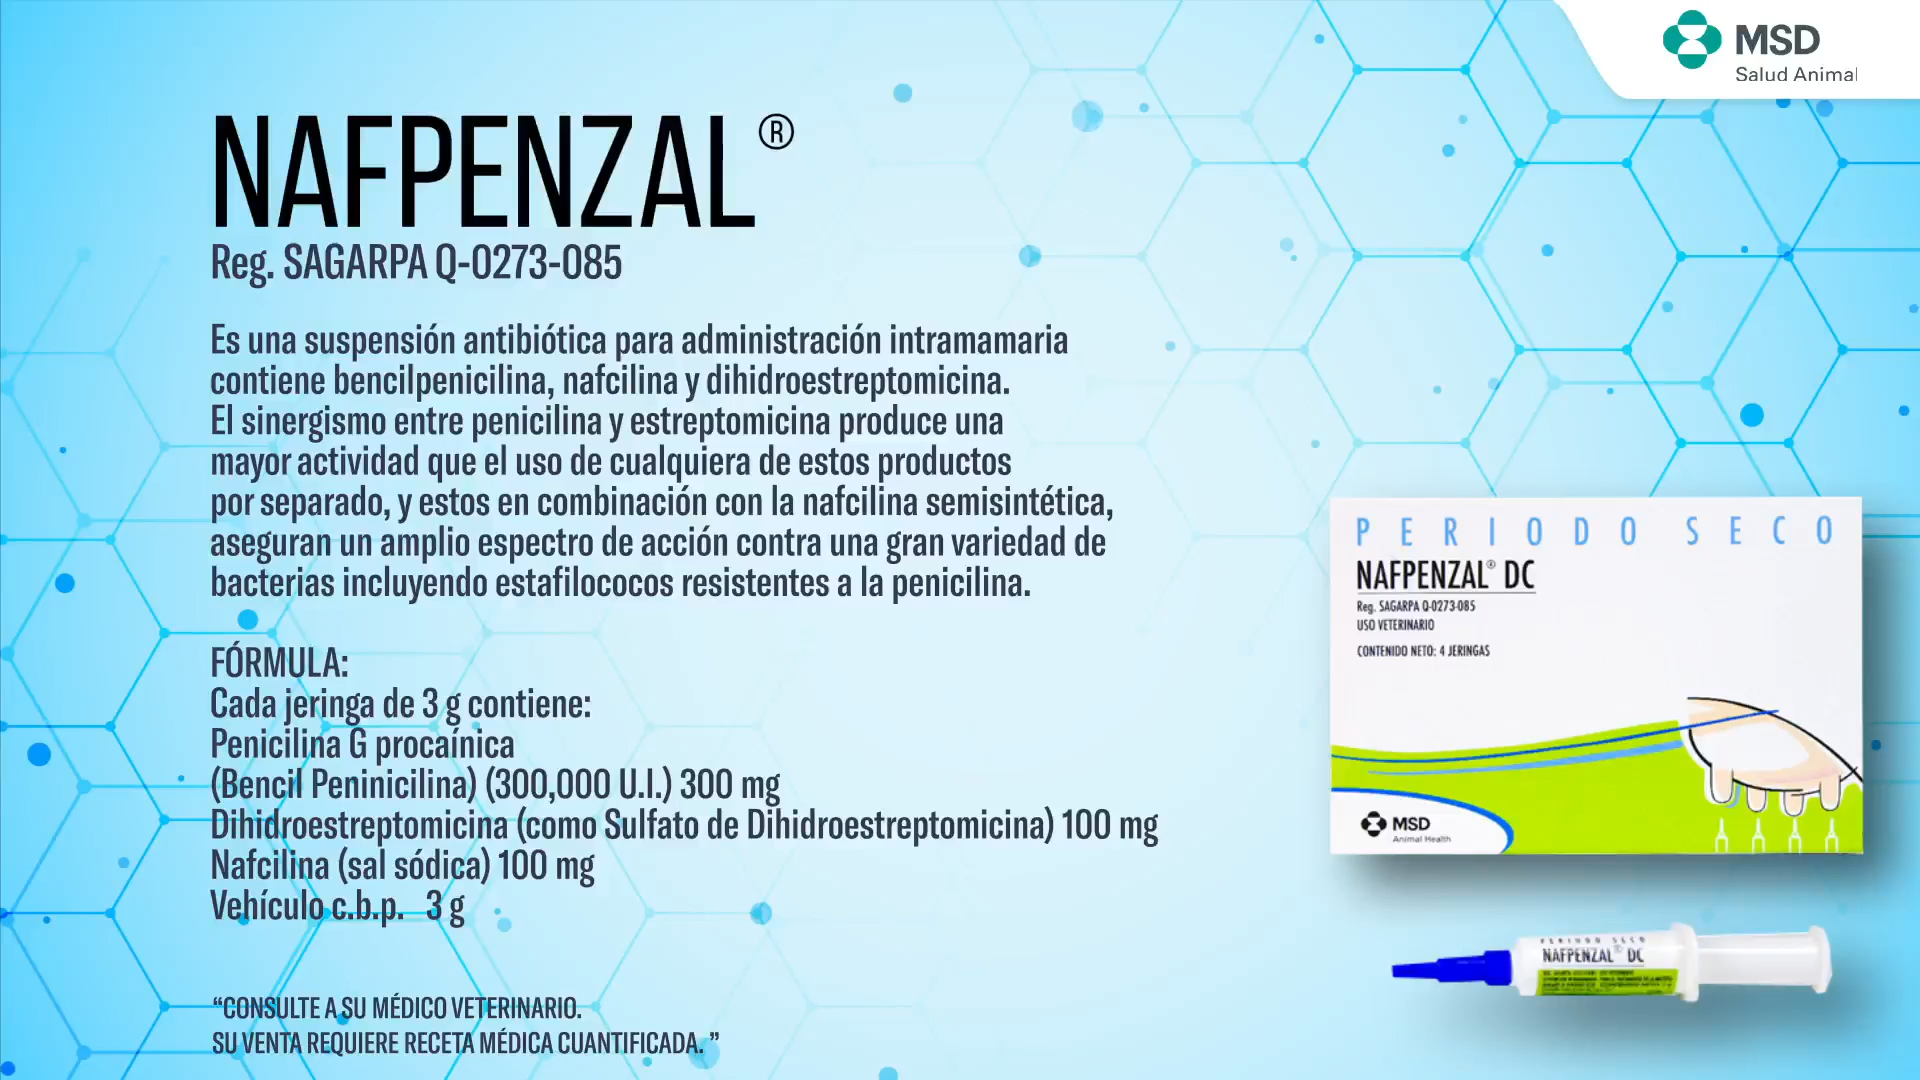 MSD
Salud Animal
NAFPENZAL®
Reg. SAGARPA Q-0273-085
Es una suspensión antibiótica para administración intramamaria
contiene bencilpenicilina, nafcilina y dihidroestreptomicina.
El sinergismo entre penicilina y estreptomicina produce una
mayor actividad que el uso de cualquiera de estos productos
por separado, y estos en combinación con la nafcilina semisintética,
aseguran un amplio espectro de acción contra una gran variedad de
bacterias incluyendo estafilococos resistentes a la penicilina.
FÓRMULA:
Cada jeringa de 3 g contiene:
Penicilina G procaínica
(Bencil Peninicilina) (300,000 U.I.) 300 mg
Dihidroestreptomicina (como Sulfato de Dihidroestreptomicina) 100 mg
Nafcilina (sal sódica) 100 mg
Vehículo c.b.p. 3 g
“CONSULTE A SU MÉDICO VETERINARIO.
SU VENTA REQUIERE RECETA MÉDICA CUANTIFICADA. ”
PERIODO SECO
NAFPENZAL® DC
Reg. SAGARPA Q-0273-085
USO VETERINARIO
CONTENIDO NETO: 4 JERINGAS
MSD
Animal Health
PERIODO SECO
NAFPENZAL® DC